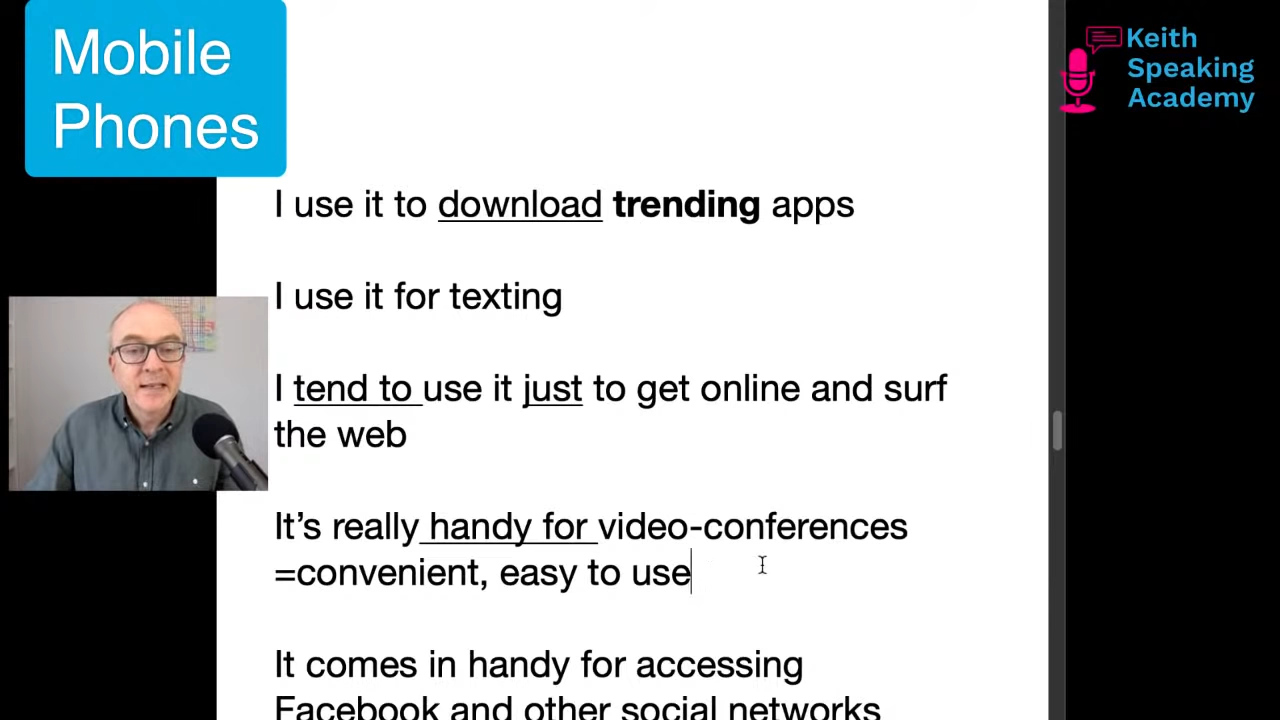 Mobile
Phones
Keith
Speaking
Academy
I use it to download trending apps
I use it for texting
I tend to use it just to get online and surf
the web
It's really handy for video-conferences
=convenient, easy to use
It comes in handy for accessing
Facebook and other social networks